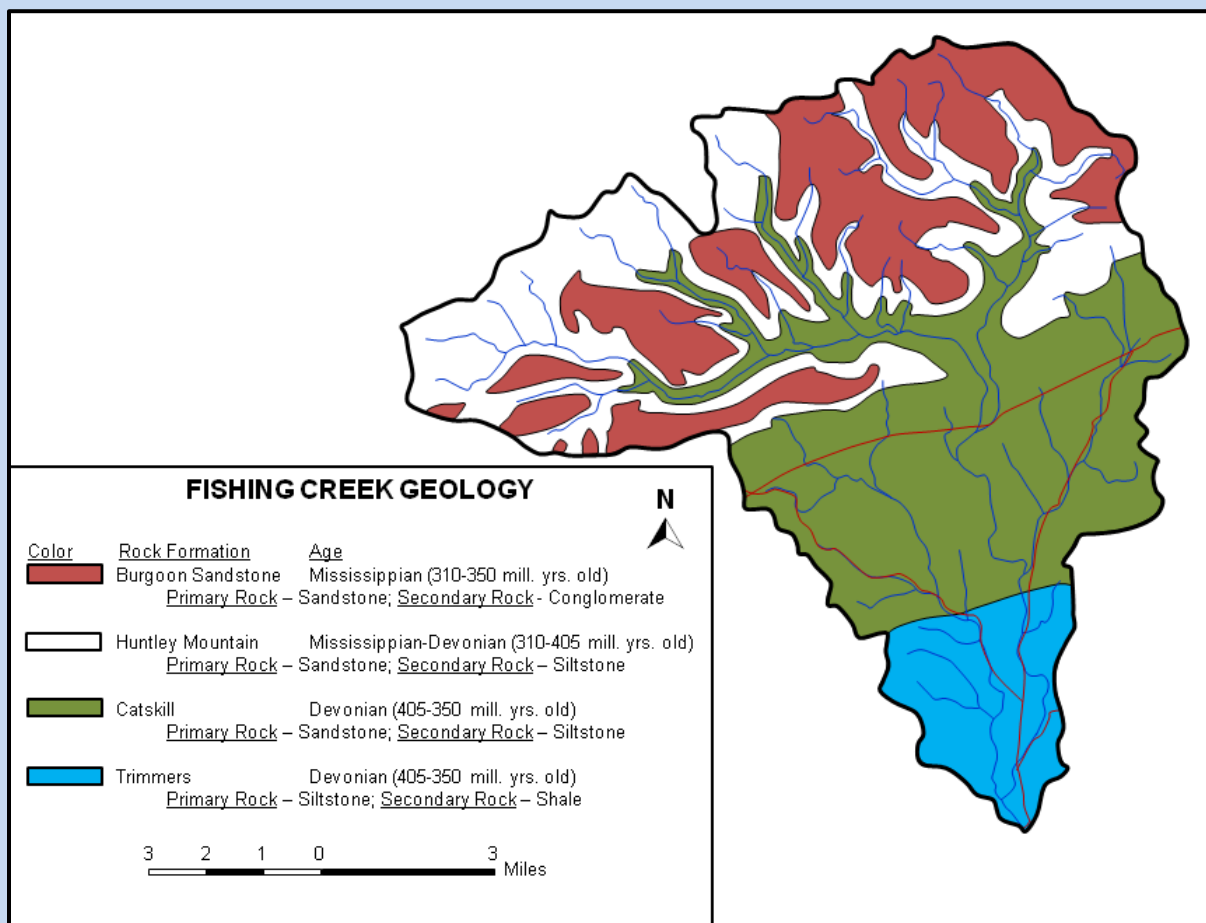 FISHING CREEK GEOLOGY
N
Color Rock Formation Age
Burgoon Sandstone Mississippian (310-350 mill. yrs. old)
Primary Rock – Sandstone; Secondary Rock - Conglomerate
Huntley Mountain Mississippian-Devonian (310-405 mill. yrs. old)
Primary Rock – Sandstone; Secondary Rock – Siltstone
Catskill Devonian (405-350 mill. yrs. old)
Primary Rock – Sandstone; Secondary Rock – Siltstone
Trimmers Devonian (405-350 mill. yrs. old)
Primary Rock – Siltstone; Secondary Rock – Shale
3 2 1 0 3
Miles